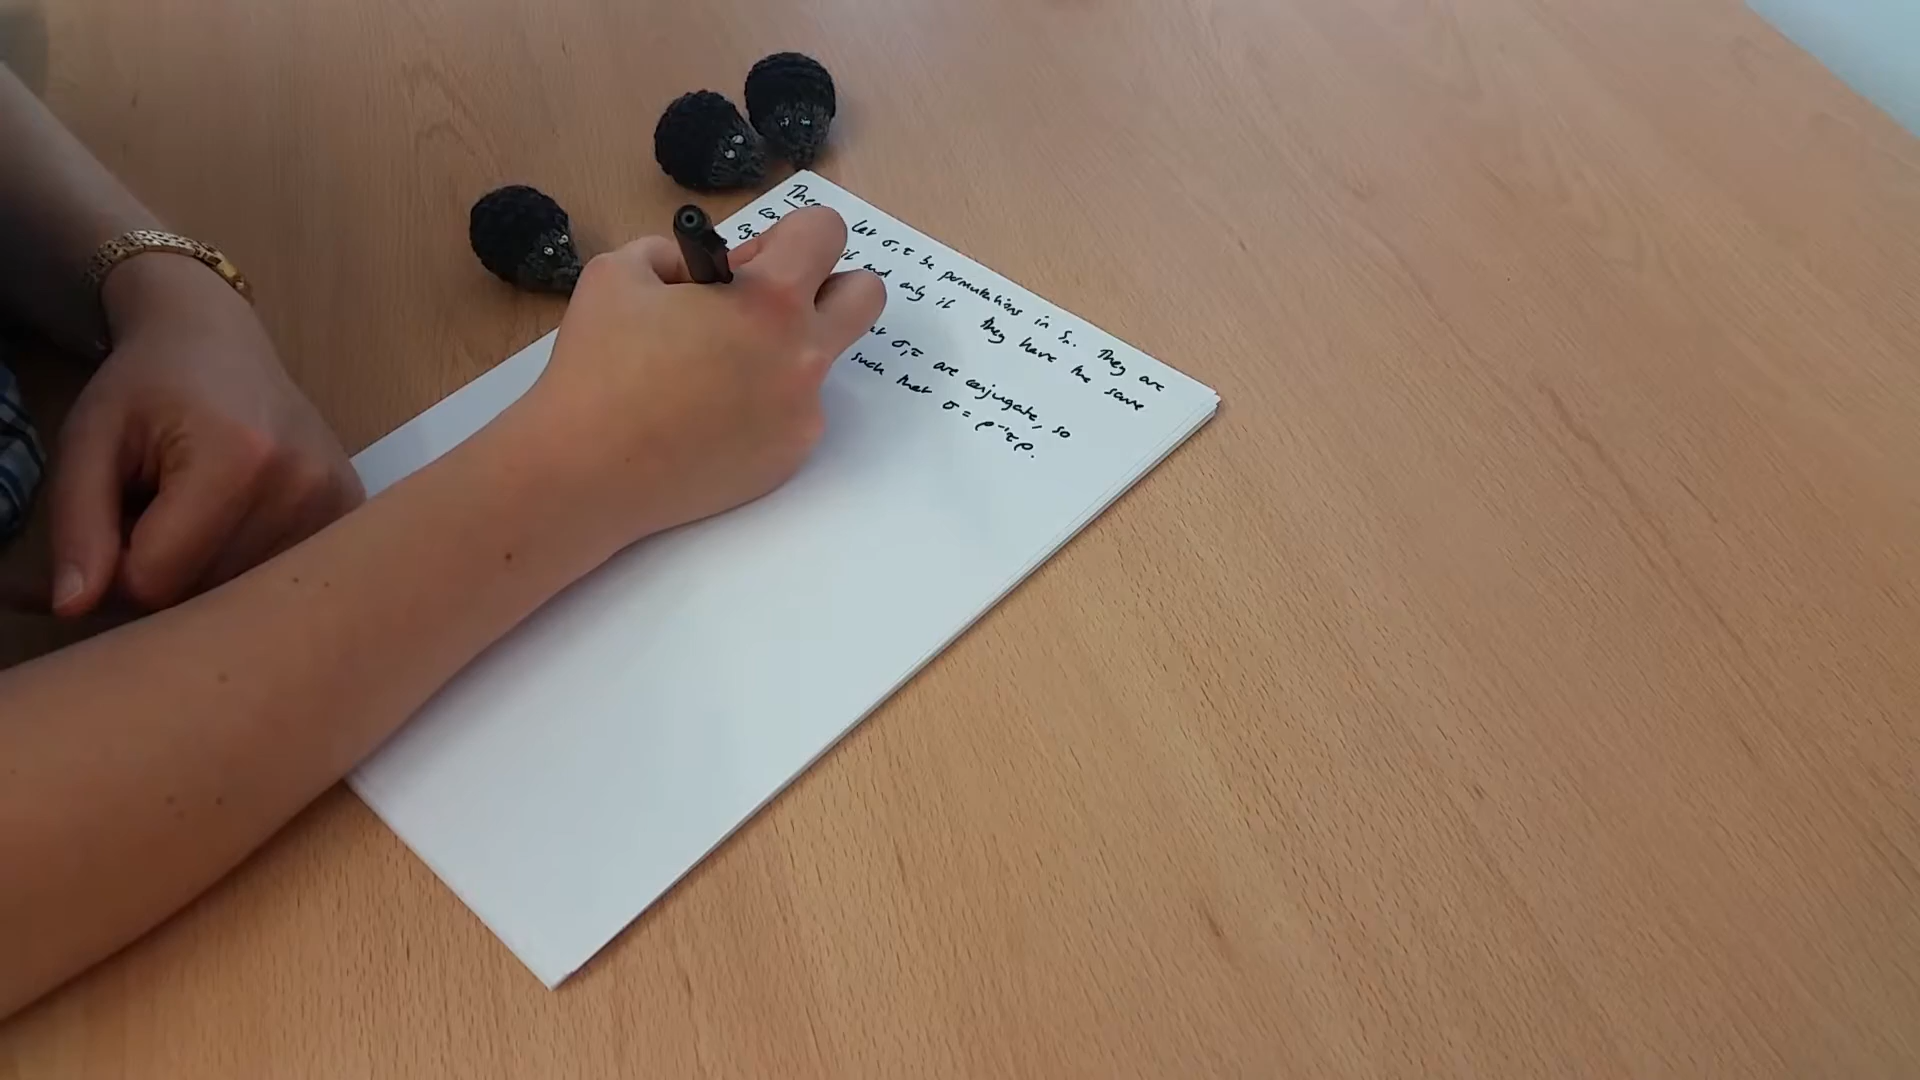 Let σ, τ be permutations in Sₙ. They are
if and only if they have the same
σ, τ are conjugate, so
such that σ = ρ⁻¹τρ.